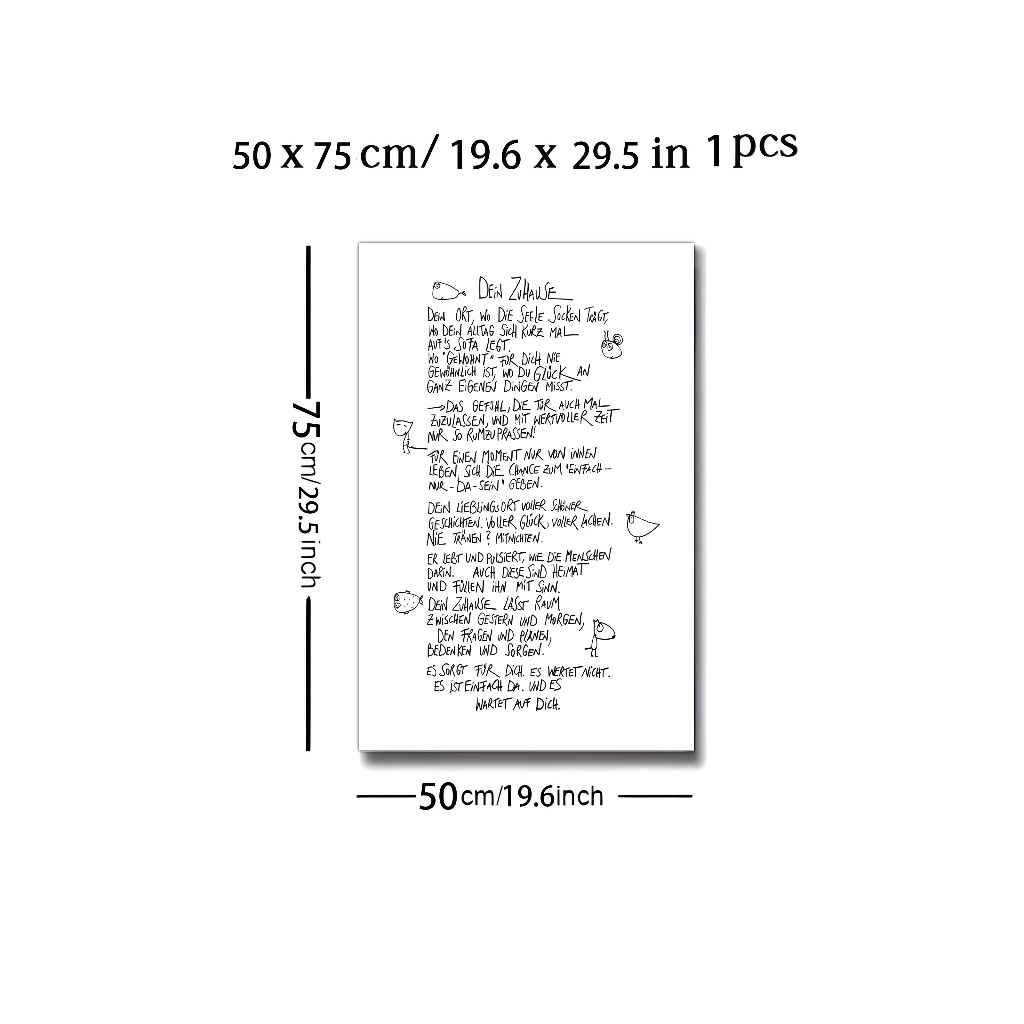 50 x 75 cm/ 19.6 x 29.5 in 1 pcs
75cm/29.5inch
DEIN ZUHAUSE
DEIN ORT, WO DIE SEELE SOCKEN TRÄGT,
WO DEIN ALLTAG SICH KURZ MAL
AUF'S SOFA LEGT.
WO "GEWOHNT" FÜR DICH NIE
GEWÖHNLICH IST, WO DU GLÜCK AN
GANZ EIGENEN DINGEN MISST.
→DAS GEFÜHL, DIE TÜR AUCH MAL
ZUZULASSEN, UND MIT WERTVOLLER ZEIT
NUR SO RUMZUPRASSEN!
FÜR EINEN MOMENT NUR VON INNEN
LEBEN, SICH DIE CHANCE ZUM "EINFACH-
NUR-DA-SEIN" GEBEN.
DEIN LIEBLINGSORT VOLLER SCHÖNER
GESCHICHTEN. VOLLER GLÜCK, VOLLER LACHEN.
NIE TRÄNEN? MITNICHTEN.
ER LEBT UND PULSIERT, WIE DIE MENSCHEN
DARIN. AUCH DIESE SIND HEIMAT
UND FÜLLEN IHN MIT SINN.
DEIN ZUHAUSE LÄSST RAUM
ZWISCHEN GESTERN UND MORGEN,
DEN FRAGEN UND PLÄNEN,
BEDENKEN UND SORGEN.
ES SORGT FÜR DICH. ES WERTET NICHT.
ES IST EINFACH DA. UND ES
WARTET AUF DICH.
50cm/19.6inch